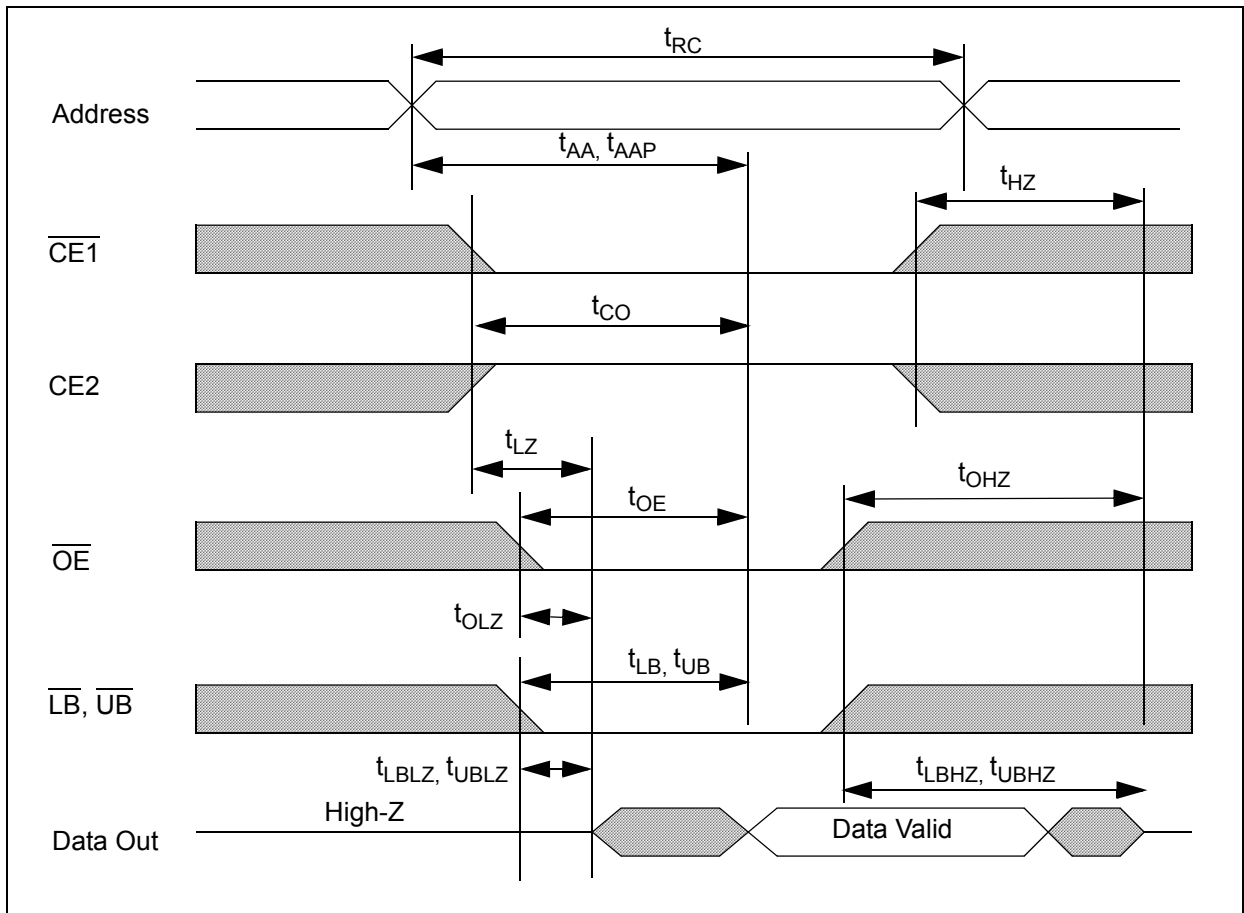 tRC
Address
tAA, tAAP
tHZ
CE1
tCO
CE2
tLZ
tOHZ
tOE
OE
tOLZ
tLB, tUB
LB, UB
tLBLZ, tUBLZ
tLBHZ, tUBHZ
High-Z
Data Valid
Data Out